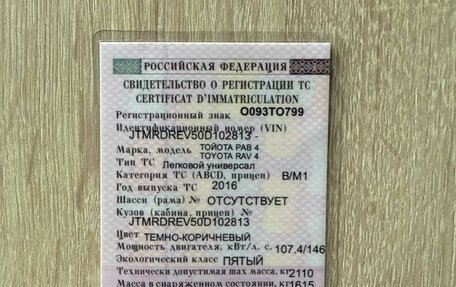 РОССИЙСКАЯ ФЕДЕРАЦИЯ
СВИДЕТЕЛЬСТВО О РЕГИСТРАЦИИ ТС
CERTIFICAT D'IMMATRICULATION
Регистрационный знак О093ТО799
Идентификационный номер (VIN)
JTMRDREV50D102813 -
Марка, модель ТОЙОТА РАВ 4
TOYOTA RAV 4
Тип ТС Легковой универсал
Категория ТС (ABCD, прицеп) B/M1
Год выпуска ТС 2016
Шасси (рама) № ОТСУТСТВУЕТ
Кузов (кабина, прицеп) №
JTMRDREV50D102813
Цвет ТЕМНО-КОРИЧНЕВЫЙ
Мощность двигателя, кВт/л. с. 107.4/146
Экологический класс ПЯТЫЙ
Технически допустимая max масса, кг 2110
Масса в снаряженном состоянии, кг 1615